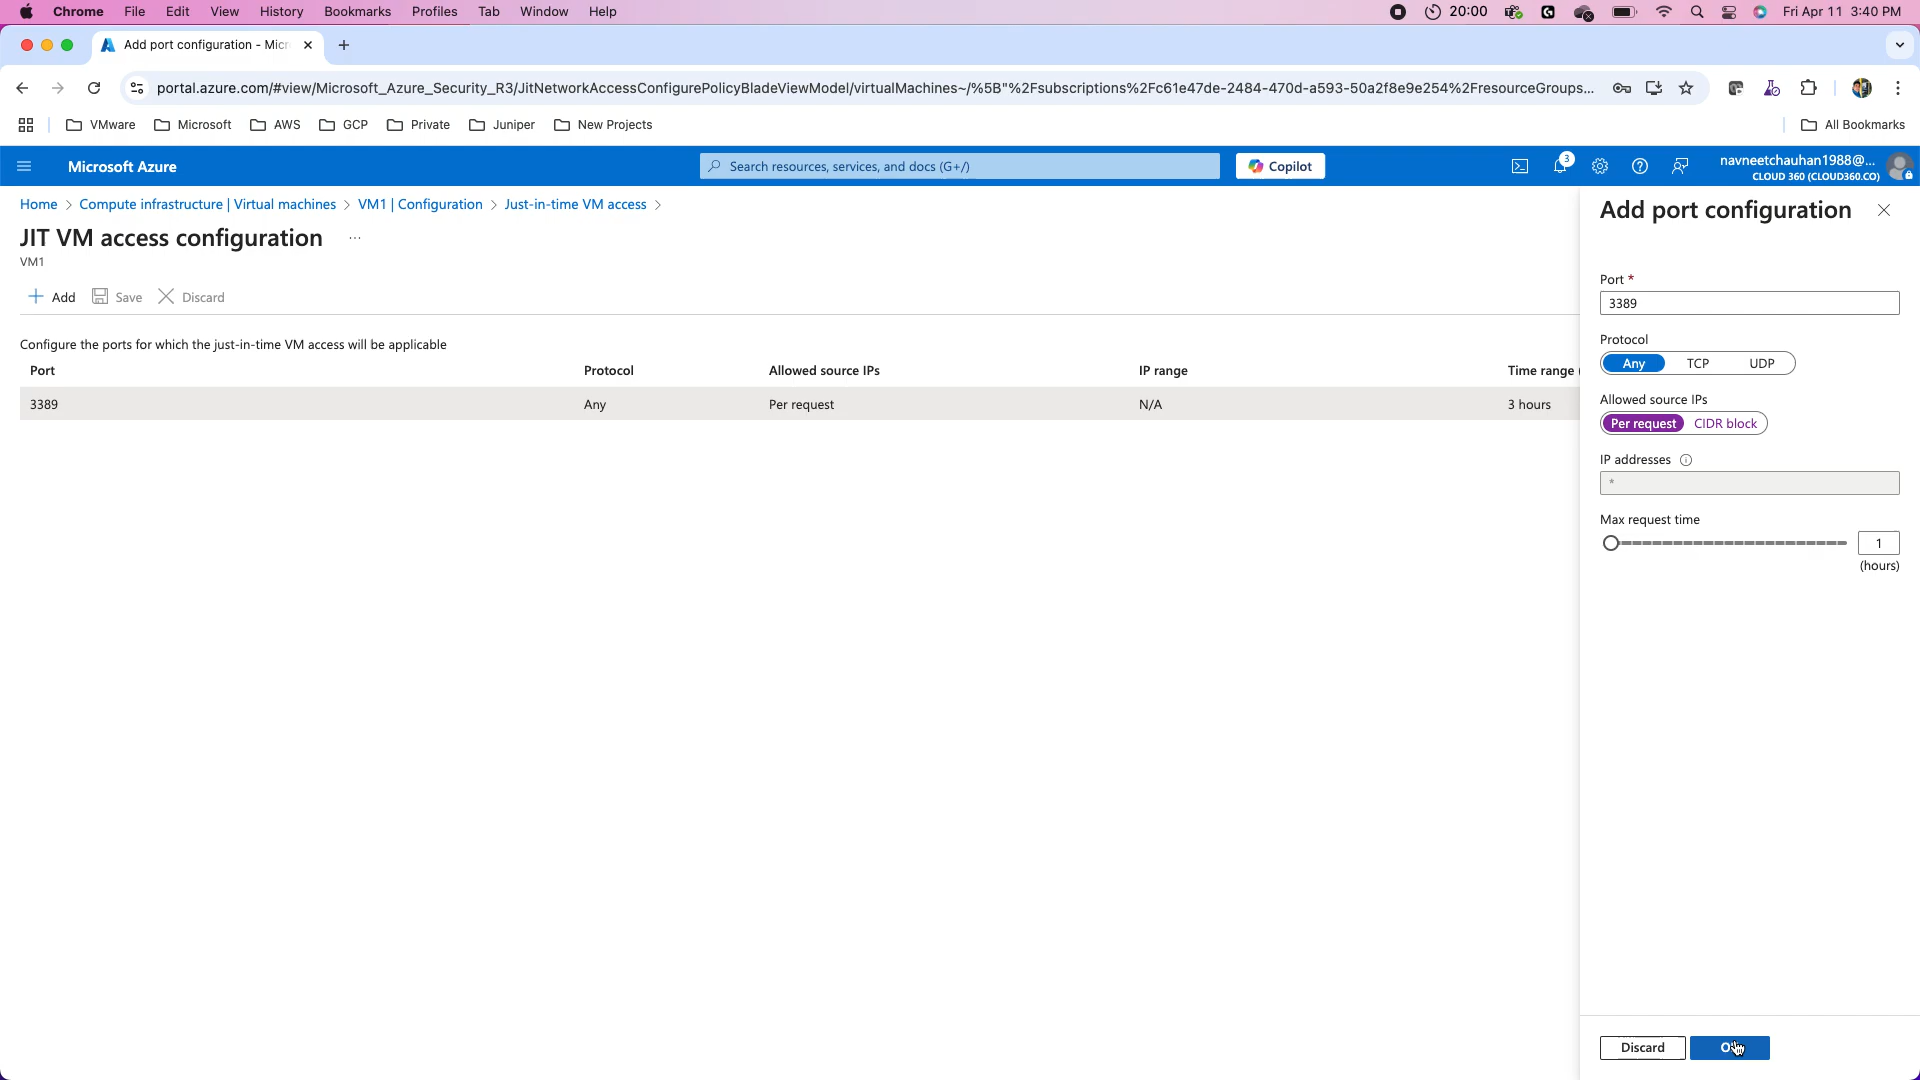 Chrome File Edit View History Bookmarks Profiles Tab Window Help 20:00 Fri Apr 11 3:40 PM
Add port configuration - Micr
portal.azure.com/#view/Microsoft_Azure_Security_R3/JitNetworkAccessConfigurePolicyBladeViewModel/virtualMachines~/%5B"%2Fsubscriptions%2Fc61e47de-2484-470d-a593-50a2f8e9e254%2FresourceGroups...
VMware Microsoft AWS GCP Private Juniper New Projects All Bookmarks
Microsoft Azure Search resources, services, and docs (G+/) Copilot 3 navneetchauhan1988@...
CLOUD 360 (CLOUD360.CO)
Home > Compute infrastructure | Virtual machines > VM1 | Configuration > Just-in-time VM access >
JIT VM access configuration ...
VM1
+ Add Save Discard
Configure the ports for which the just-in-time VM access will be applicable
Port Protocol Allowed source IPs IP range Time range (
3389 Any Per request N/A 3 hours
Add port configuration
Port *
3389
Protocol
Any TCP UDP
Allowed source IPs
Per request CIDR block
IP addresses
*
Max request time
1
(hours)
Discard